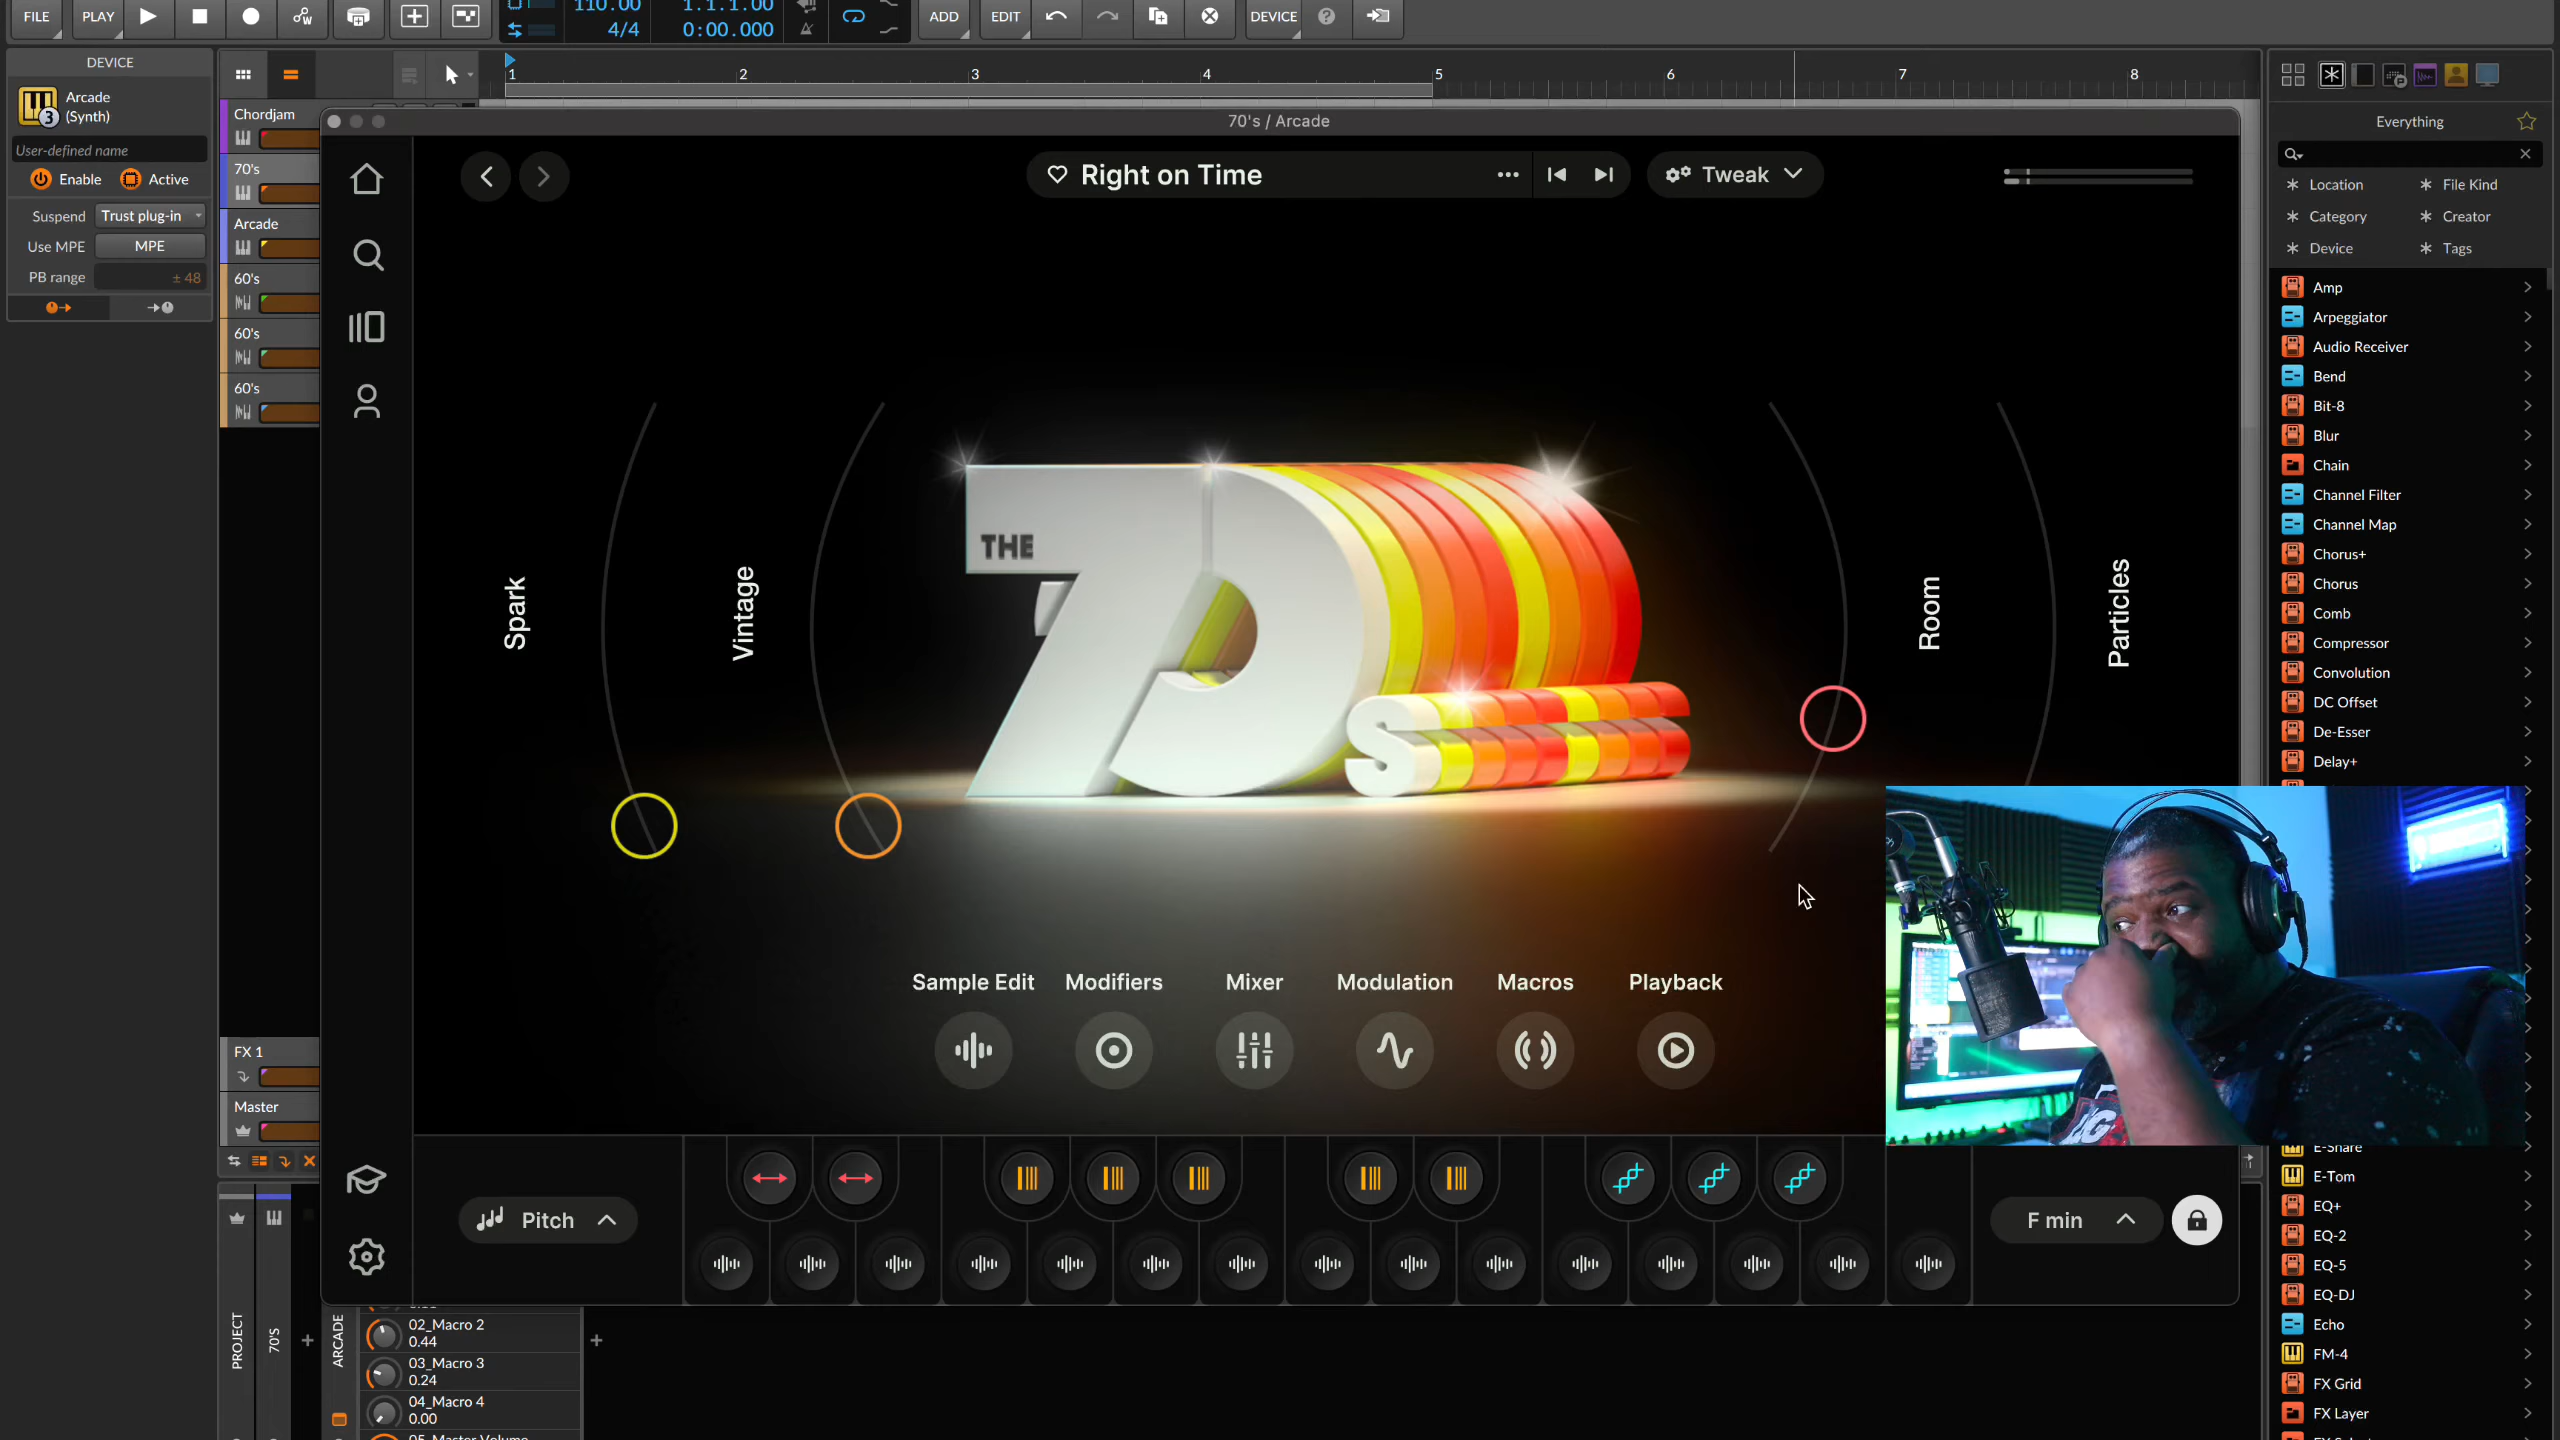 FILE PLAY 110.00 4/4 1.1.1.00 0:00.000 ADD EDIT DEVICE ?
DEVICE
Arcade
(Synth)
3
User-defined name
Enable Active
Suspend Trust plug-in
Use MPE MPE
PB range ± 48
1 2 3 4 5 6 7 8
Chordjam
70's
Arcade
60's
60's
60's
FX 1
Master
70's / Arcade
Right on Time
Tweak
Spark
Vintage
THE
70s
Room
Particles
Sample Edit Modifiers Mixer Modulation Macros Playback
Pitch
F min
PROJECT
70'S
ARCADE
02_Macro 2
0.44
03_Macro 3
0.24
04_Macro 4
0.00
Everything
Location File Kind
Category Creator
Device Tags
Amp
Arpeggiator
Audio Receiver
Bend
Bit-8
Blur
Chain
Channel Filter
Channel Map
Chorus+
Chorus
Comb
Compressor
Convolution
DC Offset
De-Esser
Delay+
E-Share
E-Tom
EQ+
EQ-2
EQ-5
EQ-DJ
Echo
FM-4
FX Grid
FX Layer